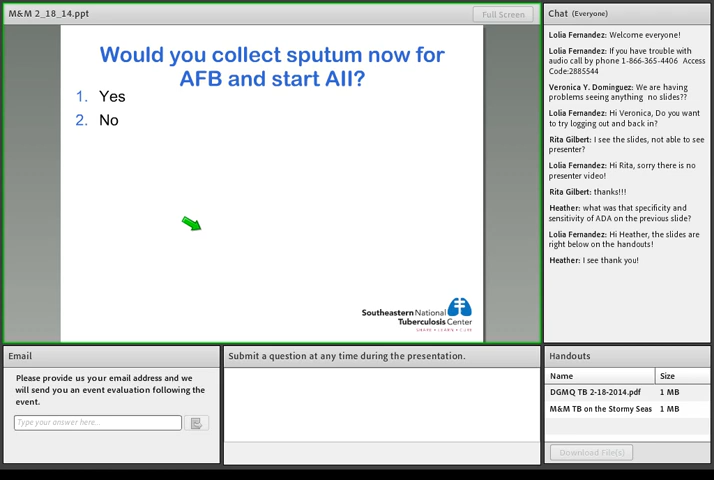 M&M 2_18_14.ppt
Full Screen
Would you collect sputum now for
AFB and start AII?
1. Yes
2. No
Southeastern National
Tuberculosis Center
Chat (Everyone)
Lolia Fernandez: Welcome everyone!
Lolia Fernandez: If you have trouble with
audio call by phone 1-866-365-4406 Access
Code:2885544
Veronica Y. Dominguez: We are having
problems seeing anything no slides??
Lolia Fernandez: Hi Veronica, Do you want
to try logging out and back in?
Rita Gilbert: I see the slides, not able to see
presenter?
Lolia Fernandez: Hi Rita, sorry there is no
presenter video!
Rita Gilbert: thanks!!!
Heather: what was that specificity and
sensitivity of ADA on the previous slide?
Lolia Fernandez: Hi Heather, the slides are
right below on the handouts!
Heather: I see thank you!
Email
Please provide us your email address and we
will send you an event evaluation following the
event.
Type your answer here...
Submit a question at any time during the presentation.
Handouts
Name Size
DGMQ TB 2-18-2014.pdf 1 MB
M&M TB on the Stormy Seas 1 MB
Download File(s)